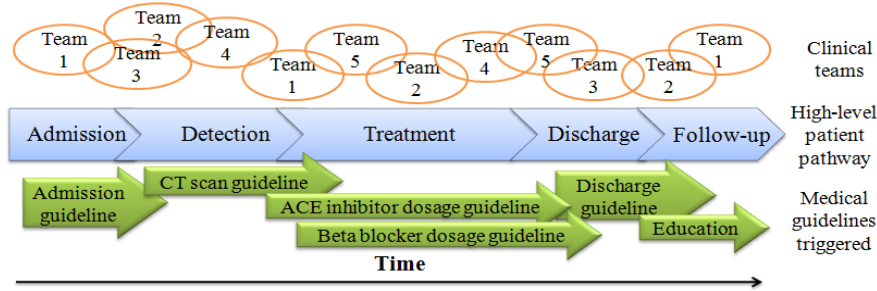 Team
1
Team
2
Team
3
Team
4
Team
1
Team
5
Team
2
Team
4
Team
5
Team
3
Team
2
Team
1
Clinical
teams
Admission
Detection
Treatment
Discharge
Follow-up
High-level
patient
pathway
Admission
guideline
CT scan guideline
ACE inhibitor dosage guideline
Beta blocker dosage guideline
Discharge
guideline
Education
Medical
guidelines
triggered
Time